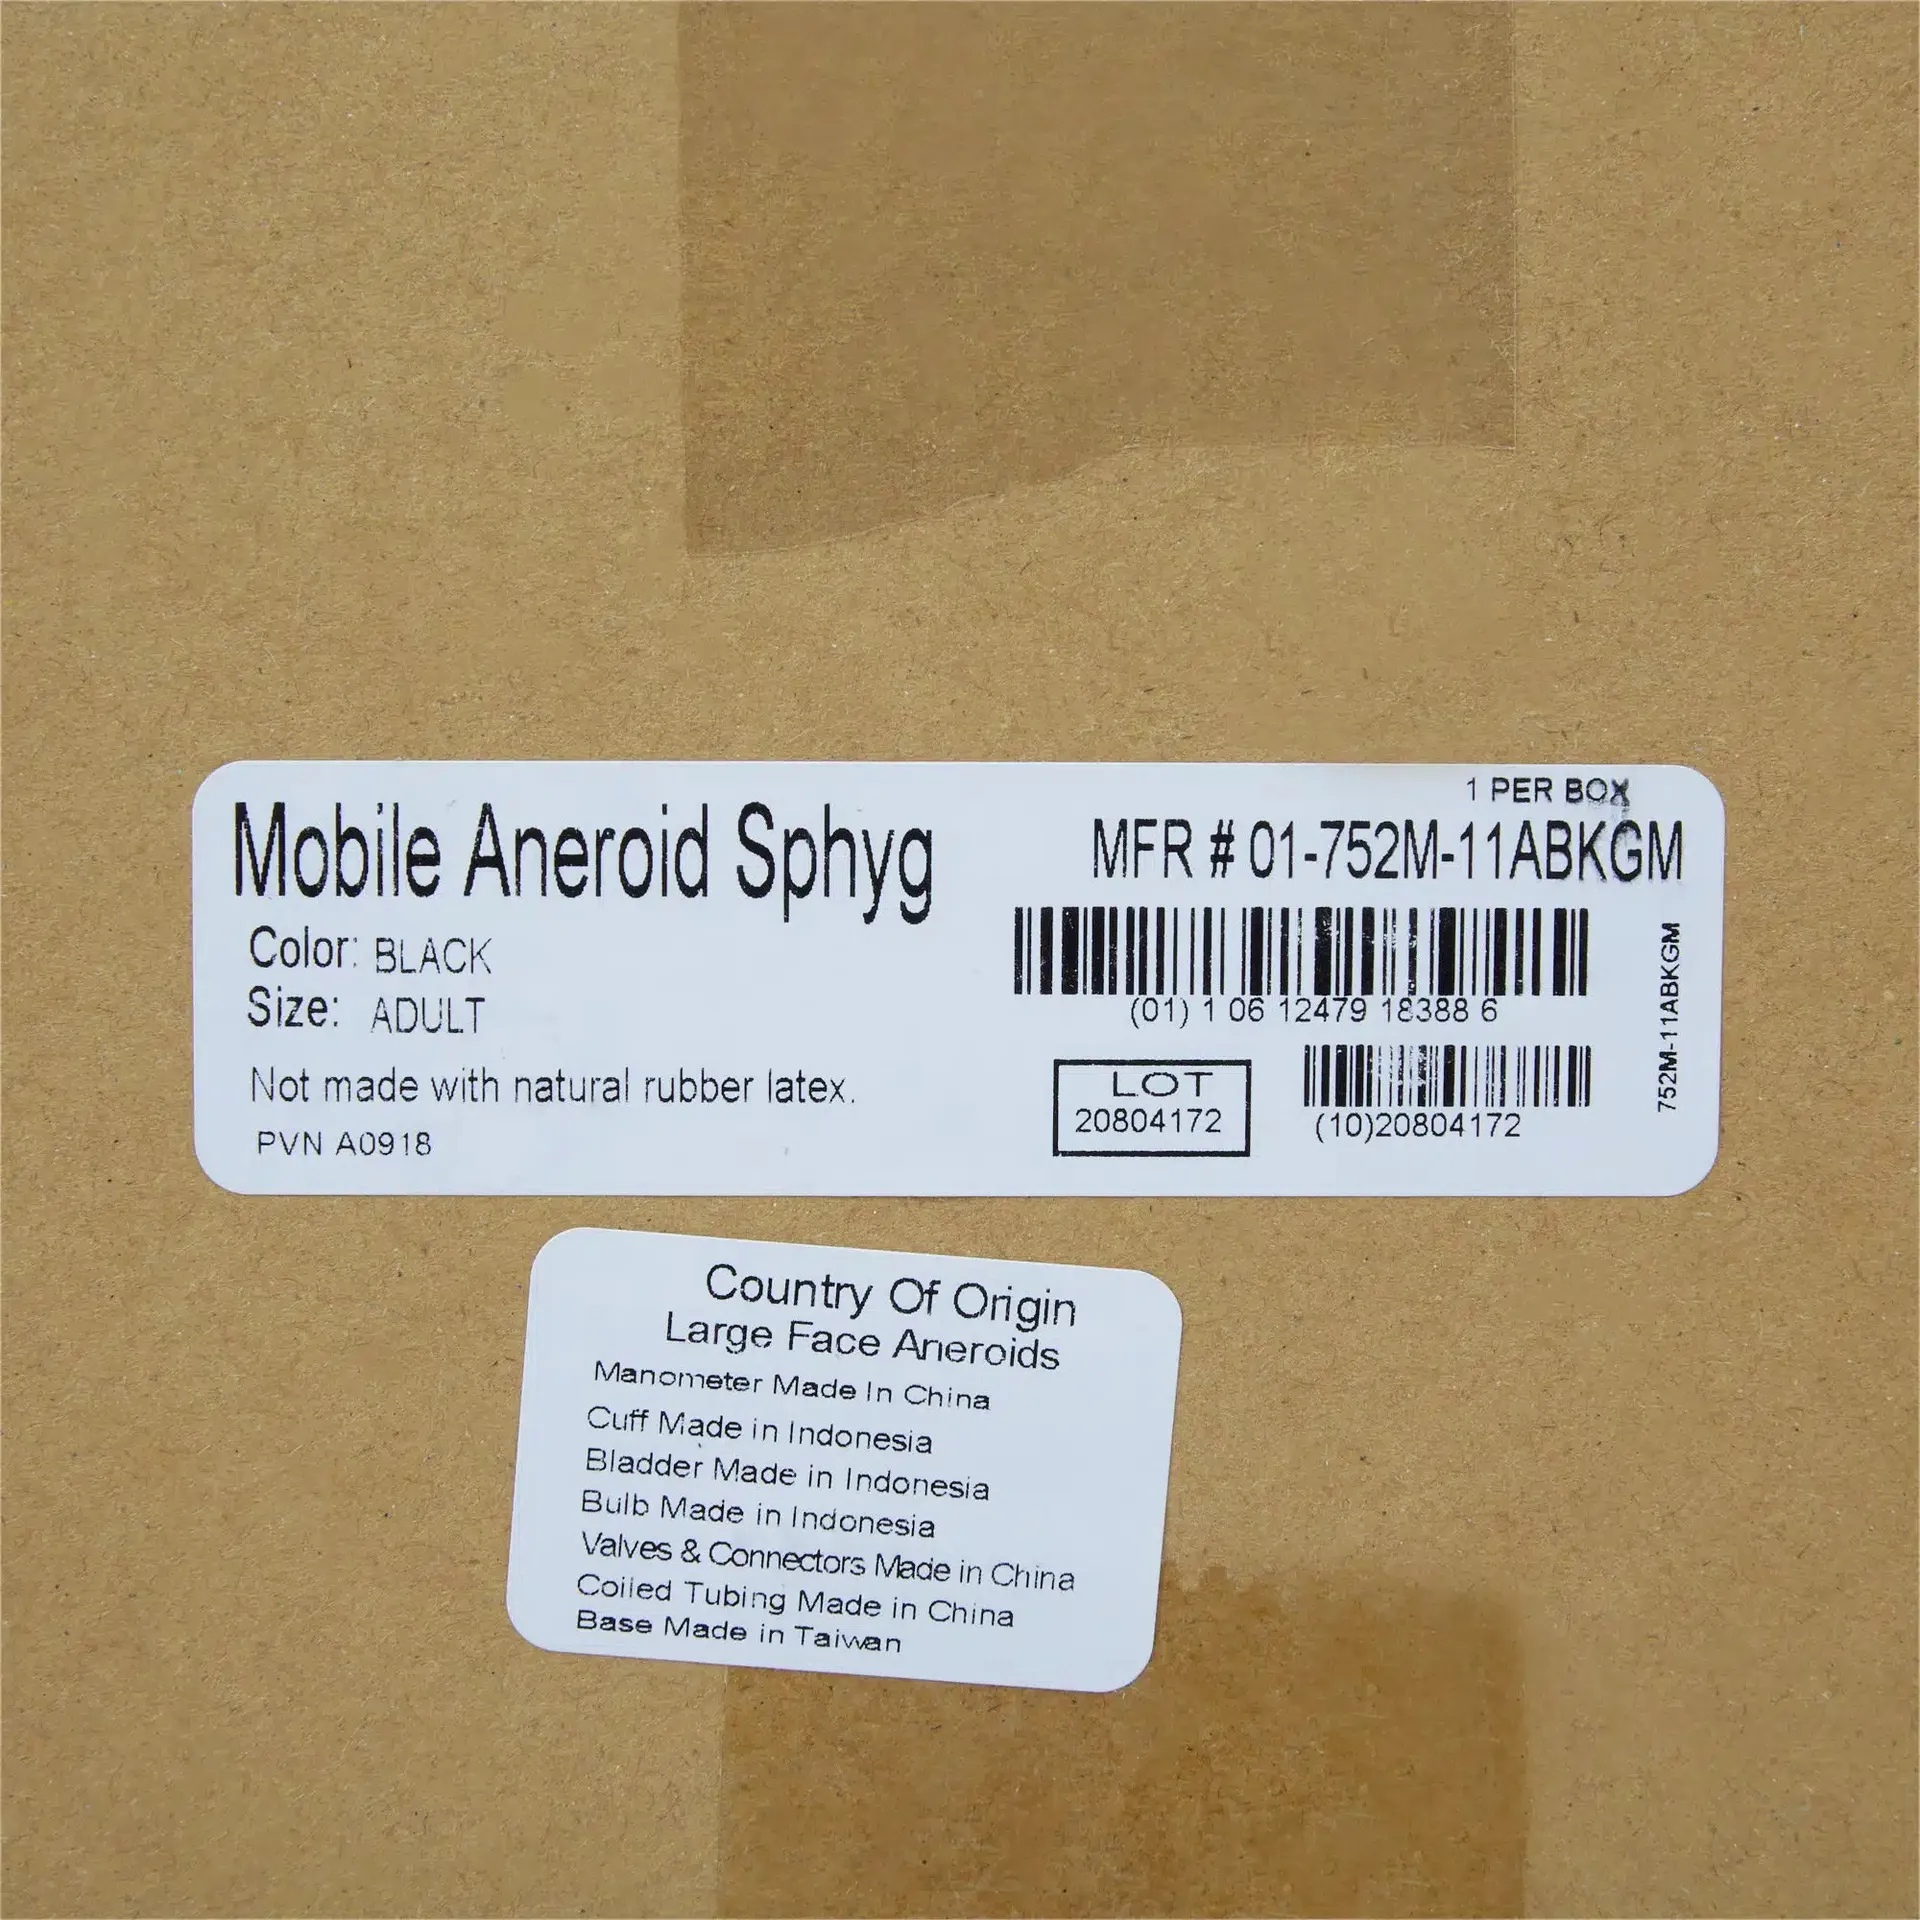 1 PER BOX
Mobile Aneroid Sphyg
MFR # 01-752M-11ABKGM
Color: BLACK
Size: ADULT
(01) 1 06 12479 18388 6
Not made with natural rubber latex.
PVN A0918
LOT
20804172
(10)20804172
752M-11ABKGM
Country Of Origin
Large Face Aneroids
Manometer Made In China
Cuff Made in Indonesia
Bladder Made in Indonesia
Bulb Made in Indonesia
Valves & Connectors Made in China
Coiled Tubing Made in China
Base Made in Taiwan